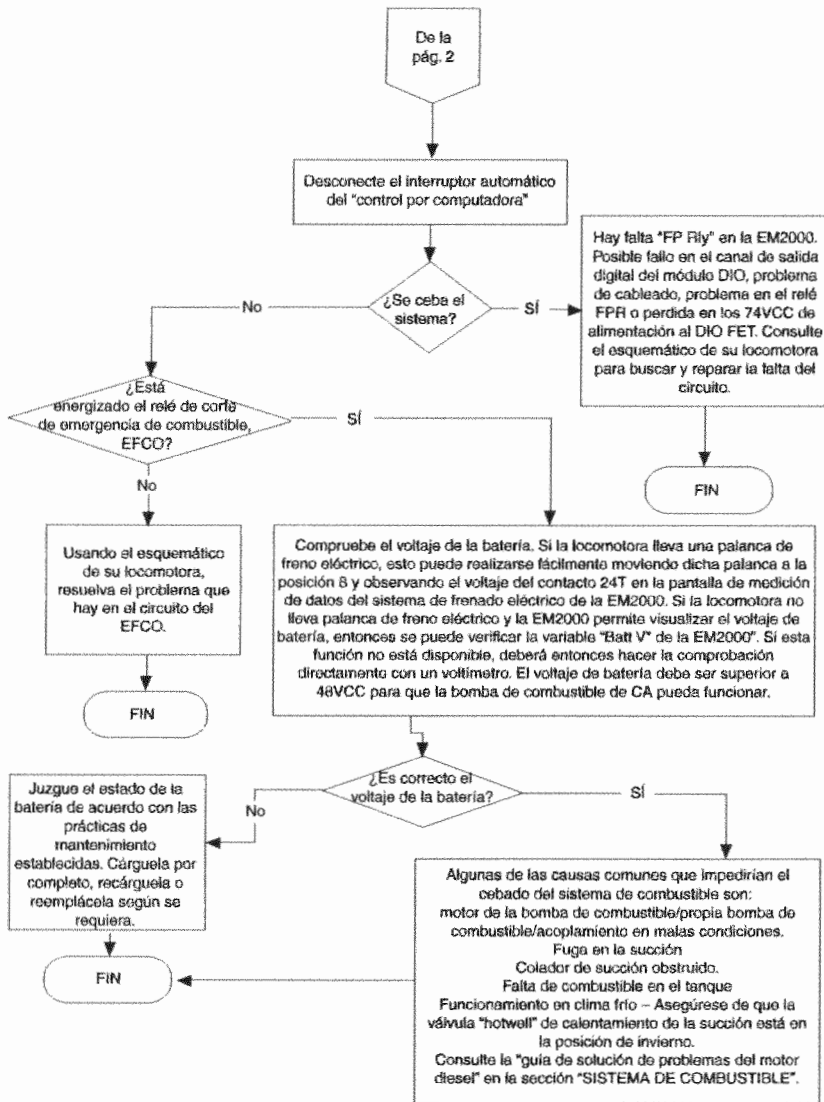 De la
pág. 2
Desconecte el interruptor automático
del "control por computadora"
¿Se ceba el
sistema?
No
SÍ
Hay falta "FP Rly" en la EM2000.
Posible fallo en el canal de salida
digital del módulo DIO, problema
de cableado, problema en el relé
FPR o perdida en los 74VCC de
alimentación al DIO FET. Consulte
el esquemático de su locomotora
para buscar y reparar la falta del
circuito.
FIN
¿Está
energizado el relé de corte
de emergencia de combustible,
EFCO?
SÍ
No
Usando el esquemático
de su locomotora,
resuelva el problema que
hay en el circuito del
EFCO.
FIN
Compruebe el voltaje de la batería. Si la locomotora lleva una palanca de
freno eléctrico, esto puede realizarse fácilmente moviendo dicha palanca a la
posición 8 y observando el voltaje del contacto 24T en la pantalla de medición
de datos del sistema de frenado eléctrico de la EM2000. Si la locomotora no
lleva palanca de freno eléctrico y la EM2000 permite visualizar el voltaje de
batería, entonces se puede verificar la variable "Batt V" de la EM2000". Sí esta
función no está disponible, deberá entonces hacer la comprobación
directamente con un voltímetro. El voltaje de batería debe ser superior a
48VCC para que la bomba de combustible de CA pueda funcionar.
¿Es correcto el
voltaje de la batería?
No
SÍ
Juzgue el estado de la
batería de acuerdo con las
prácticas de
mantenimiento
establecidas. Cárguela por
completo, recárguela o
reemplácela según se
requiera.
FIN
Algunas de las causas comunes que impedirían el
cebado del sistema de combustible son:
motor de la bomba de combustible/propia bomba de
combustible/acoplamiento en malas condiciones.
Fuga en la succión
Colador de succión obstruido.
Falta de combustible en el tanque
Funcionamiento en clima frío – Asegúrese de que la
válvula "hotwell" de calentamiento de la succión está en
la posición de invierno.
Consulte la "guía de solución de problemas del motor
diesel" en la sección "SISTEMA DE COMBUSTIBLE".